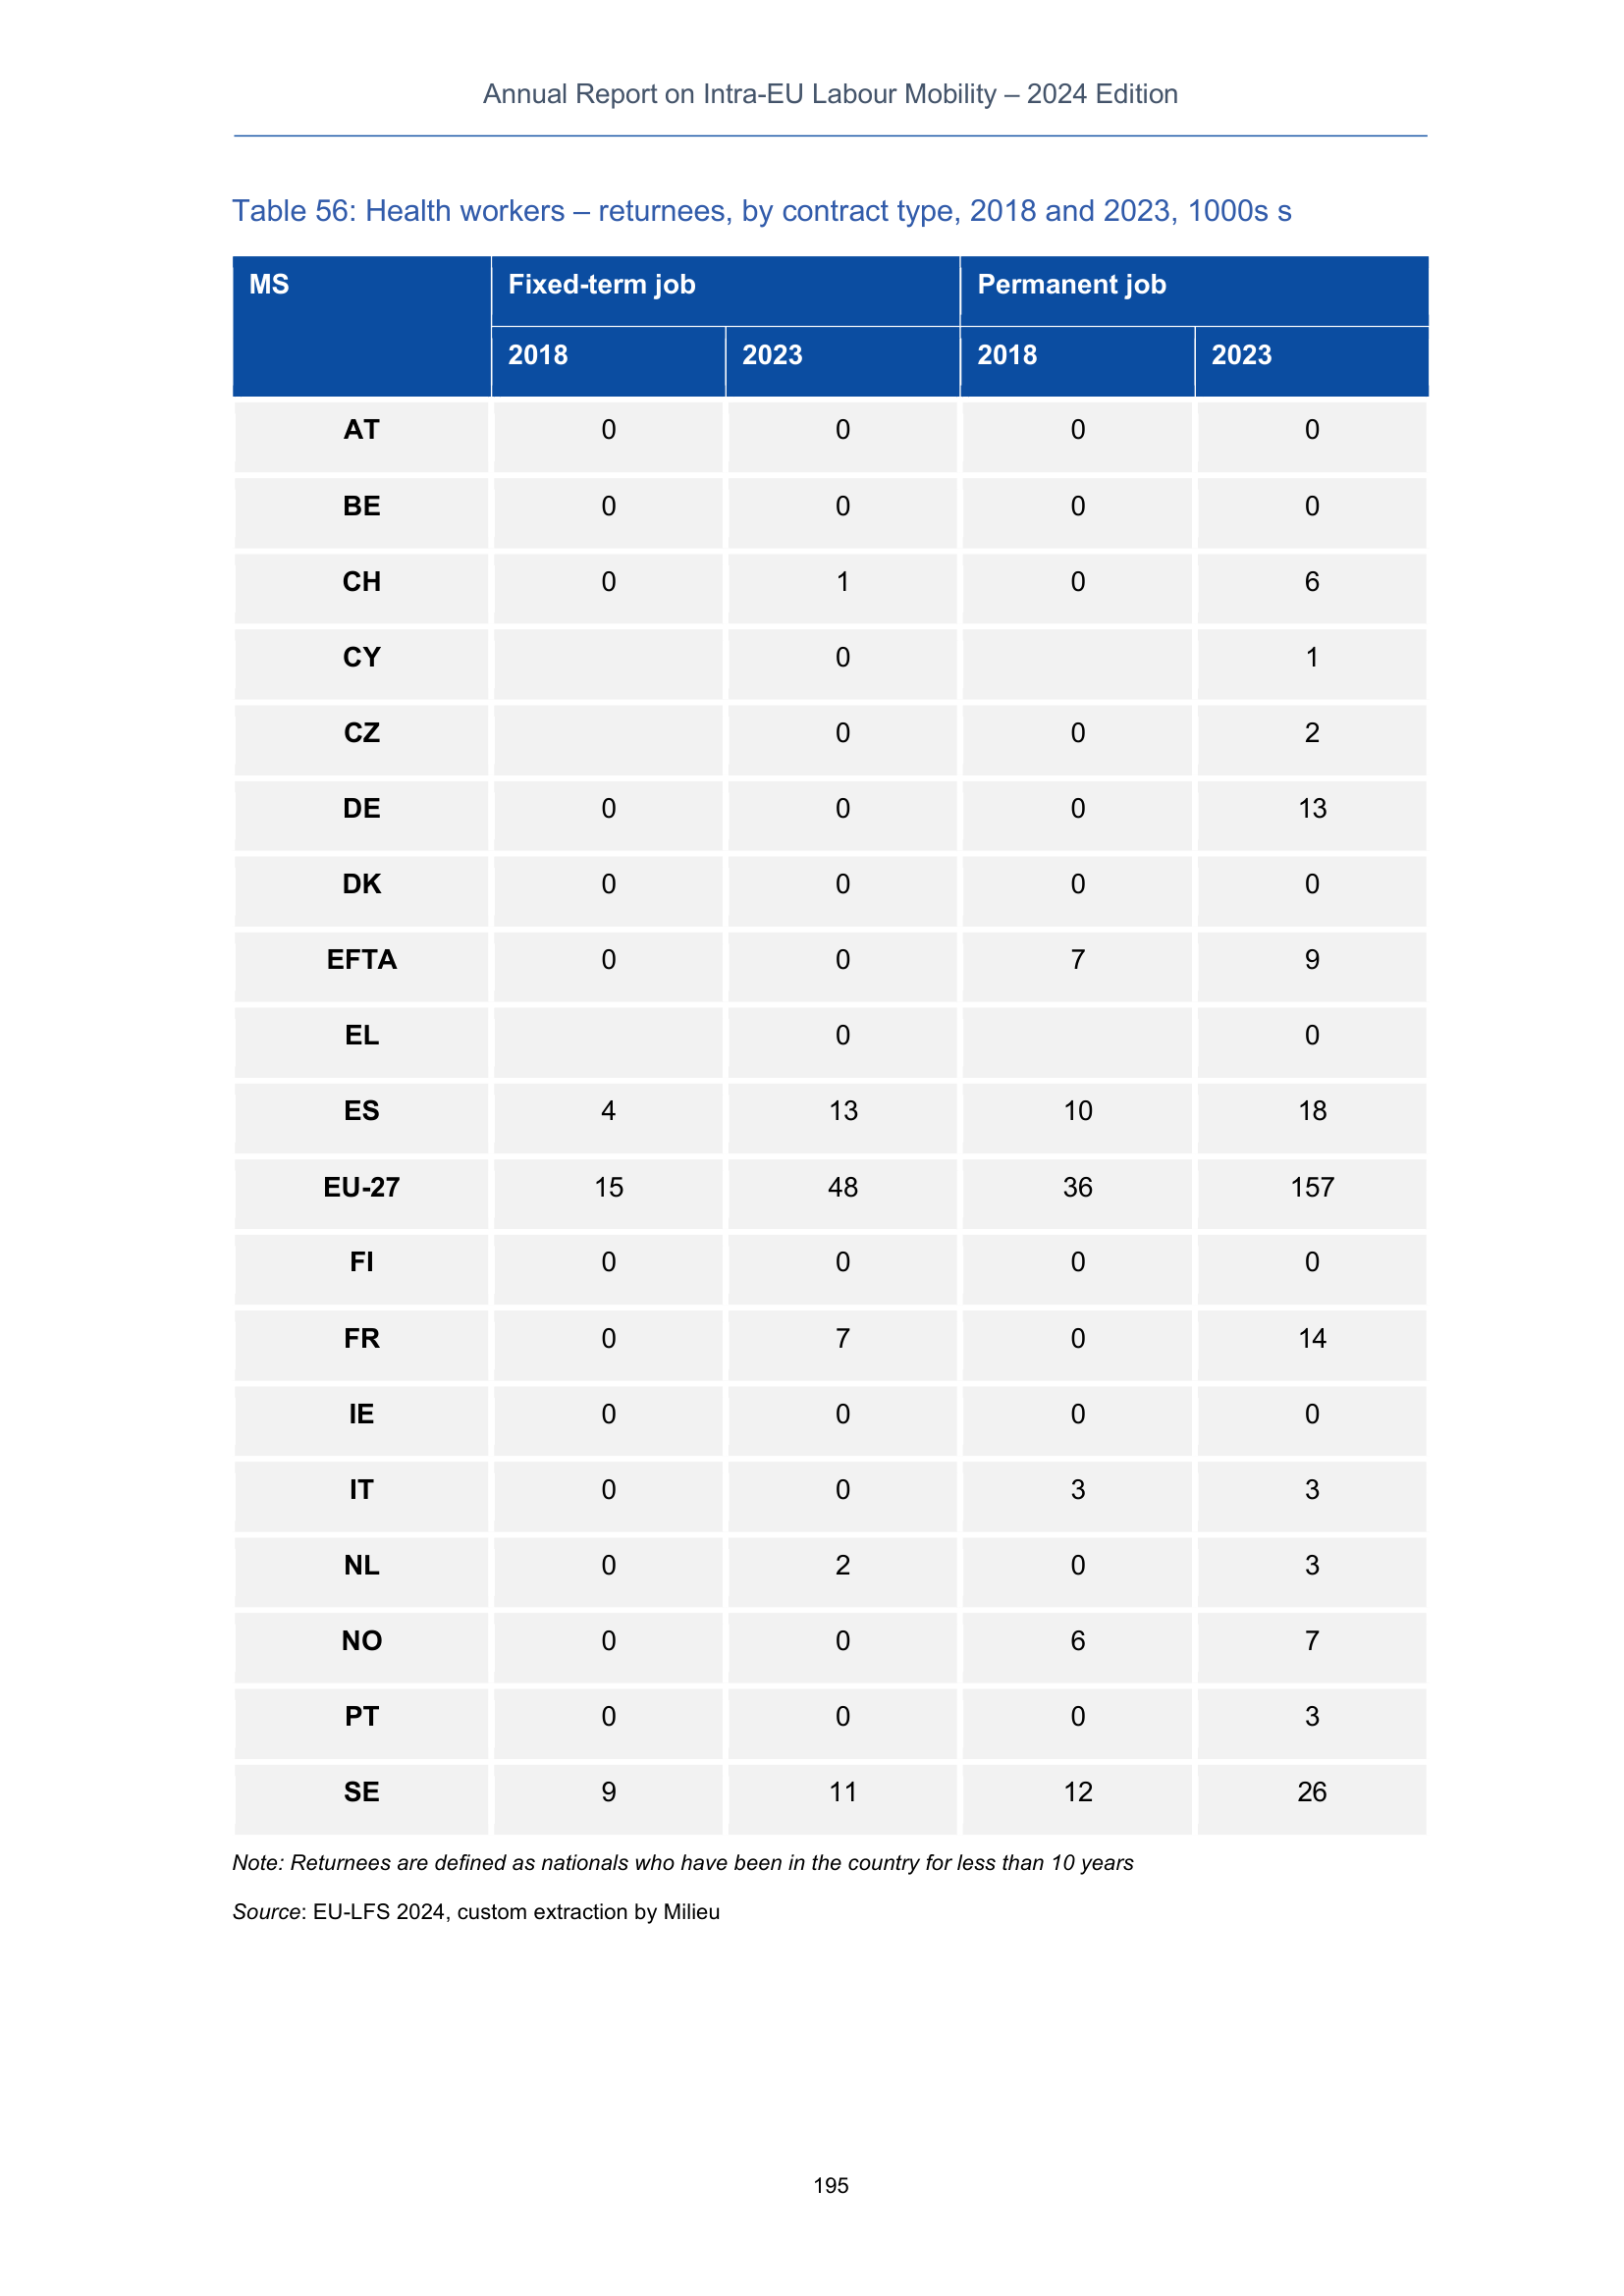 Annual Report on Intra-EU Labour Mobility – 2024 Edition
Table 56: Health workers – returnees, by contract type, 2018 and 2023, 1000s s
MS Fixed-term job Permanent job
2018 2023 2018 2023
AT 0 0 0 0
BE 0 0 0 0
CH 0 1 0 6
CY 0 1
CZ 0 0 2
DE 0 0 0 13
DK 0 0 0 0
EFTA 0 0 7 9
EL 0 0
ES 4 13 10 18
EU-27 15 48 36 157
FI 0 0 0 0
FR 0 7 0 14
IE 0 0 0 0
IT 0 0 3 3
NL 0 2 0 3
NO 0 0 6 7
PT 0 0 0 3
SE 9 11 12 26
Note: Returnees are defined as nationals who have been in the country for less than 10 years
Source: EU-LFS 2024, custom extraction by Milieu
195